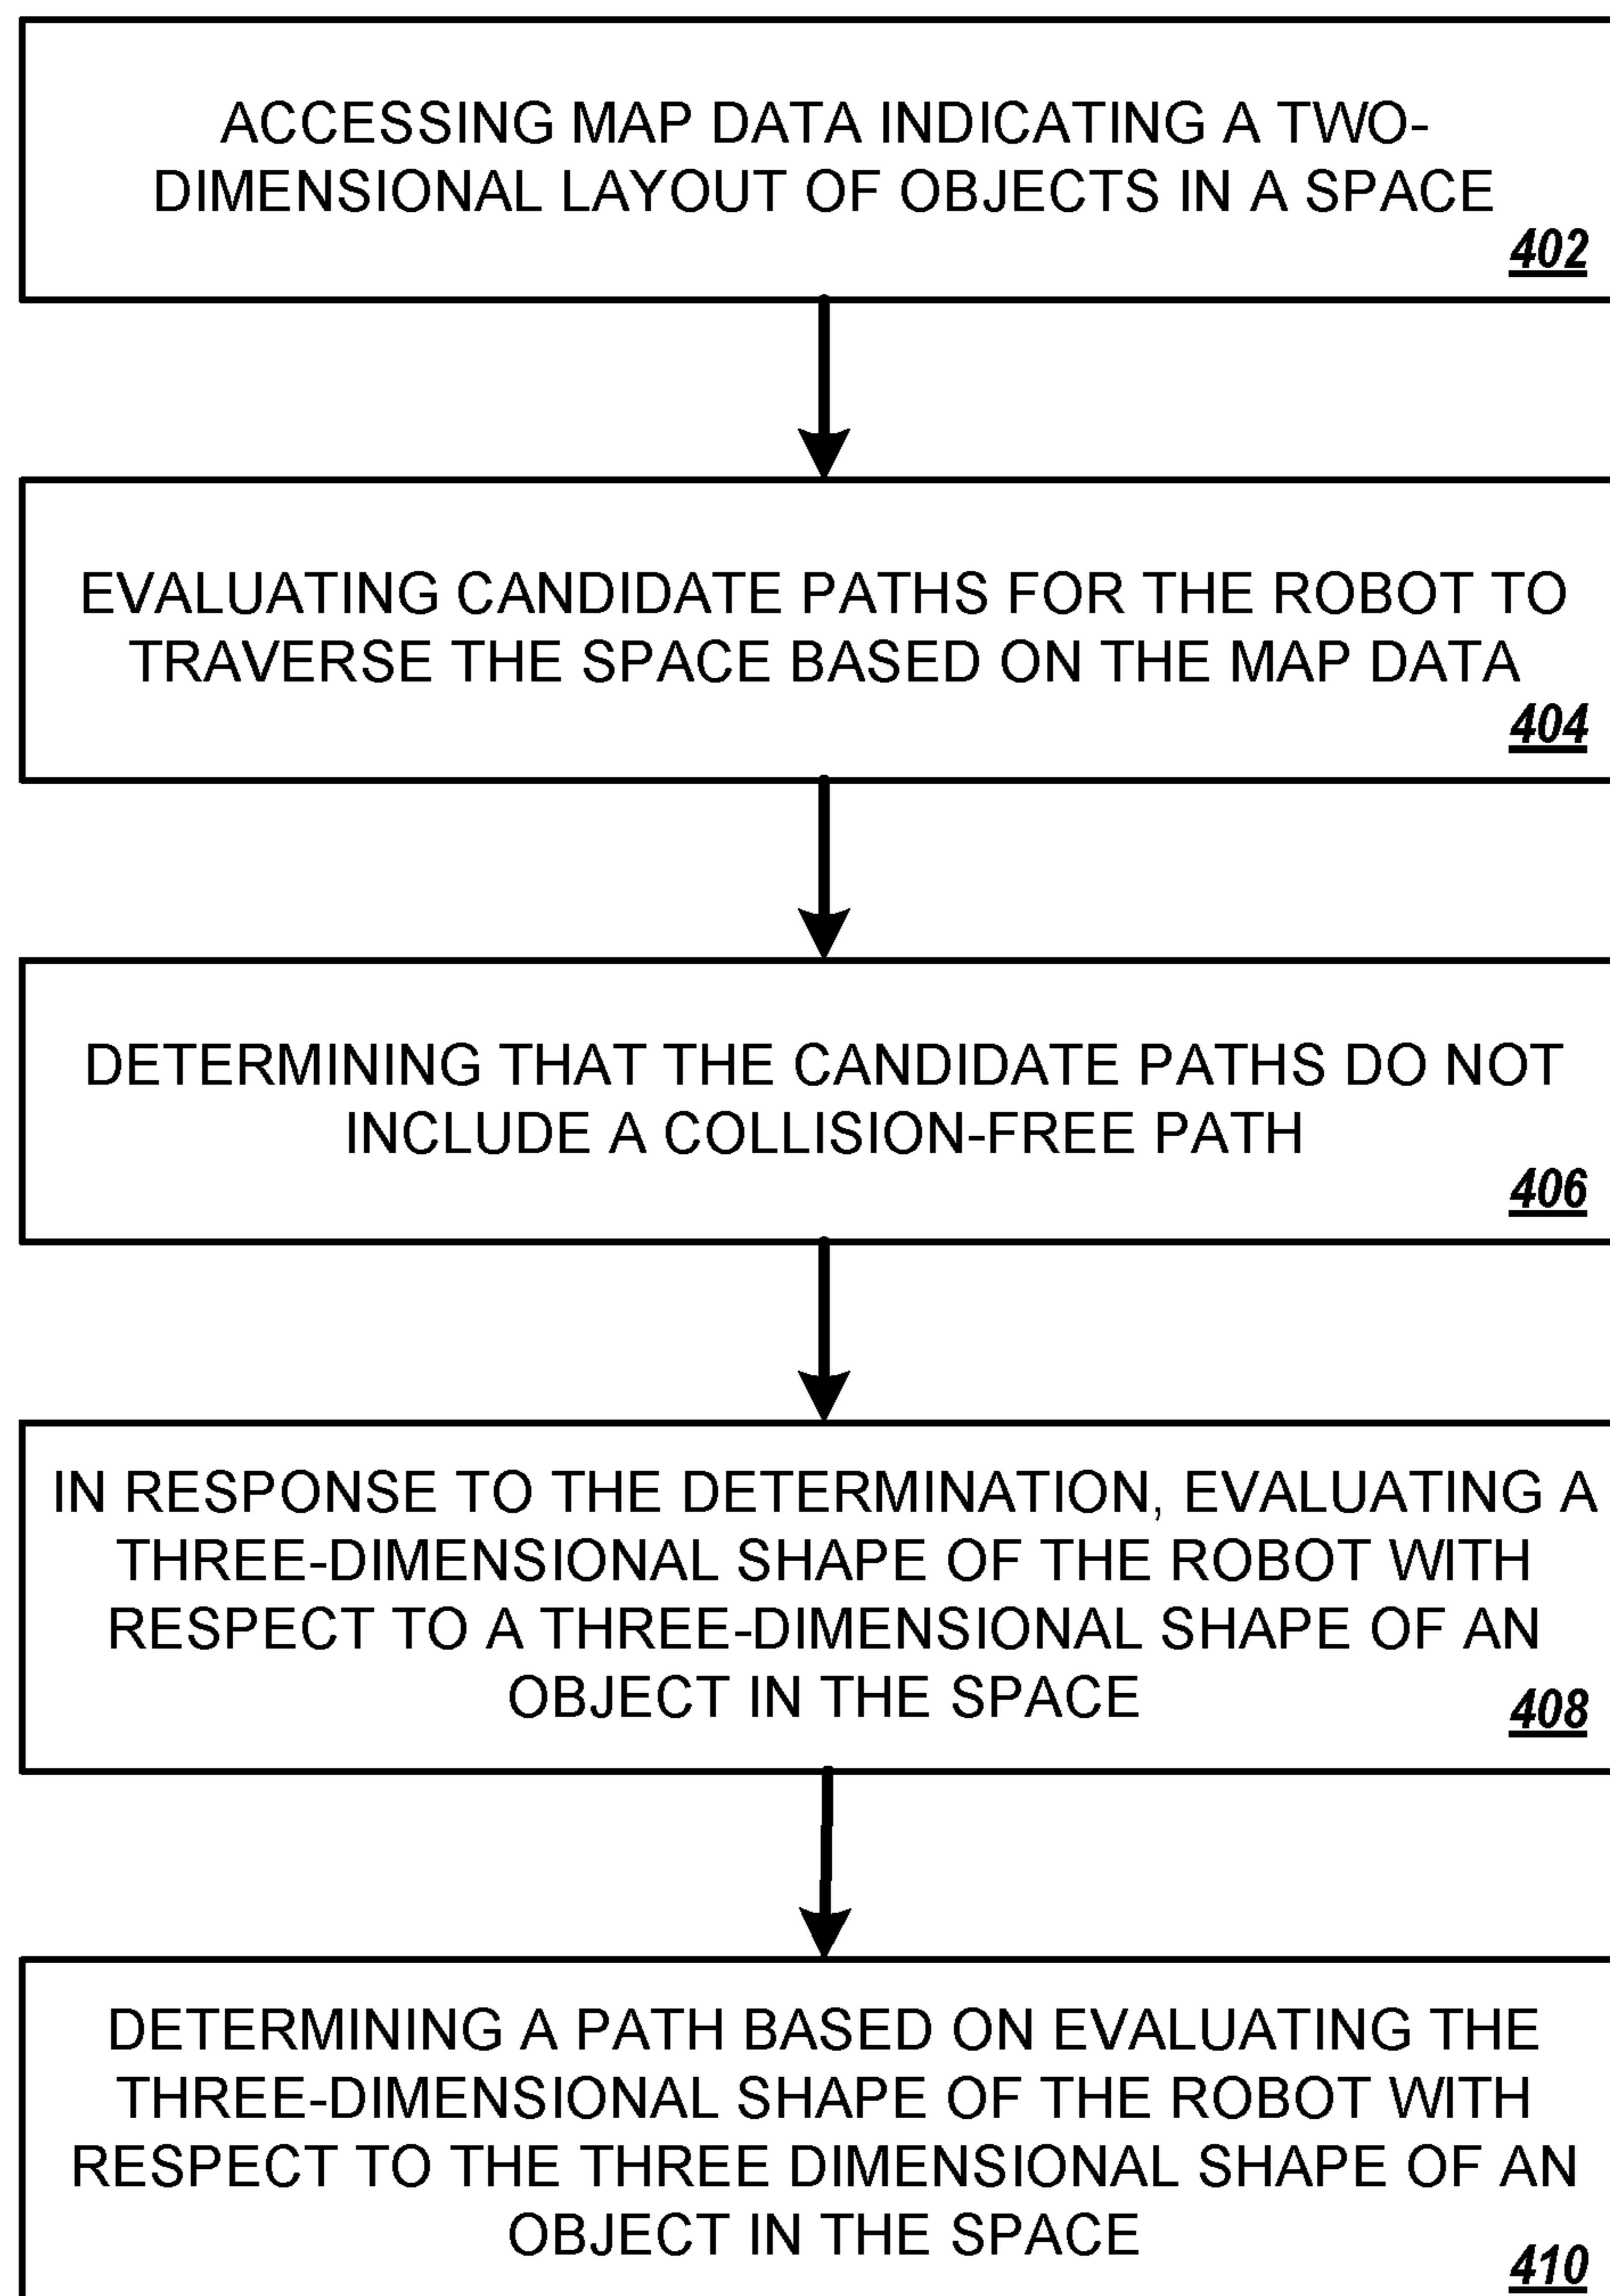 ACCESSING MAP DATA INDICATING A TWO-
DIMENSIONAL LAYOUT OF OBJECTS IN A SPACE
402
EVALUATING CANDIDATE PATHS FOR THE ROBOT TO
TRAVERSE THE SPACE BASED ON THE MAP DATA
404
DETERMINING THAT THE CANDIDATE PATHS DO NOT
INCLUDE A COLLISION-FREE PATH
406
IN RESPONSE TO THE DETERMINATION, EVALUATING A
THREE-DIMENSIONAL SHAPE OF THE ROBOT WITH
RESPECT TO A THREE-DIMENSIONAL SHAPE OF AN
OBJECT IN THE SPACE
408
DETERMINING A PATH BASED ON EVALUATING THE
THREE-DIMENSIONAL SHAPE OF THE ROBOT WITH
RESPECT TO THE THREE DIMENSIONAL SHAPE OF AN
OBJECT IN THE SPACE
410